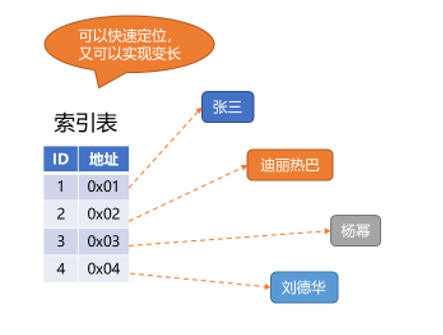 可以快速定位，
又可以实现变长
索引表
ID 地址
1 0x01
2 0x02
3 0x03
4 0x04
张三
迪丽热巴
杨幂
刘德华